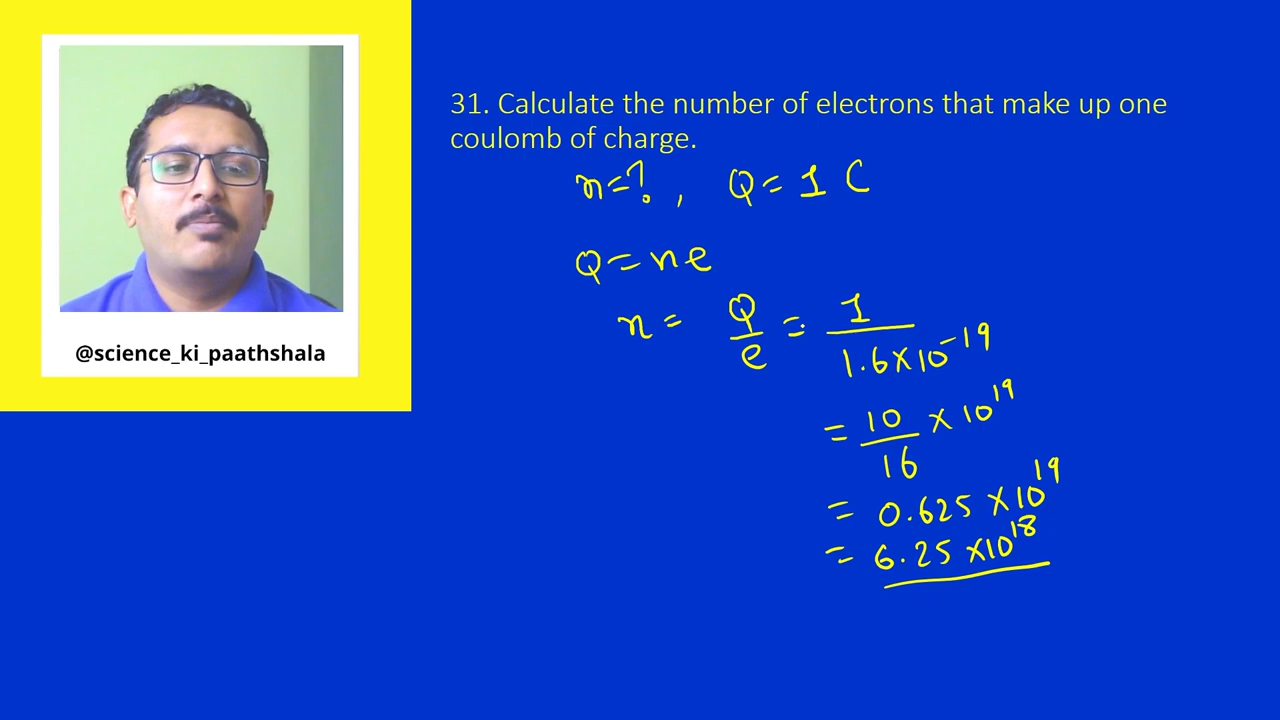 @science_ki_paathshala
31. Calculate the number of electrons that make up one
coulomb of charge.
n=?, Q=1 C
Q=ne
n= Q/e = 1/1.6×10⁻¹⁹
= 10/16 ×10¹⁹
= 0.625 ×10¹⁹
= 6.25 ×10¹⁸